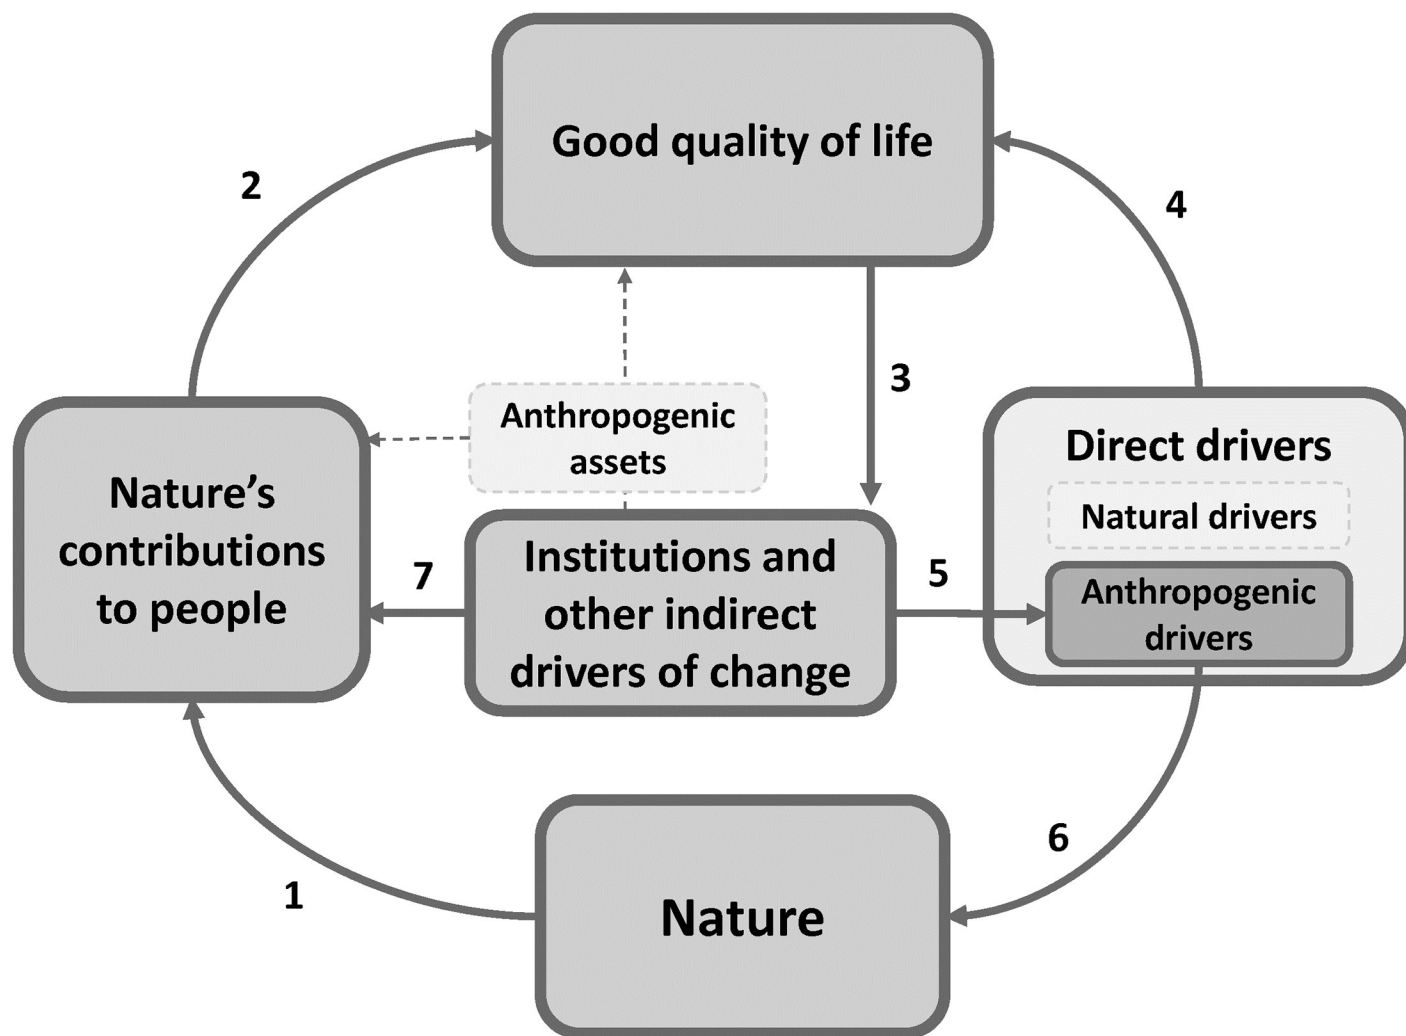 Good quality of life
2
4
3
Anthropogenic
assets
Direct drivers
Natural drivers
Anthropogenic
drivers
Nature’s
contributions
to people
7
Institutions and
other indirect
drivers of change
5
6
1
Nature